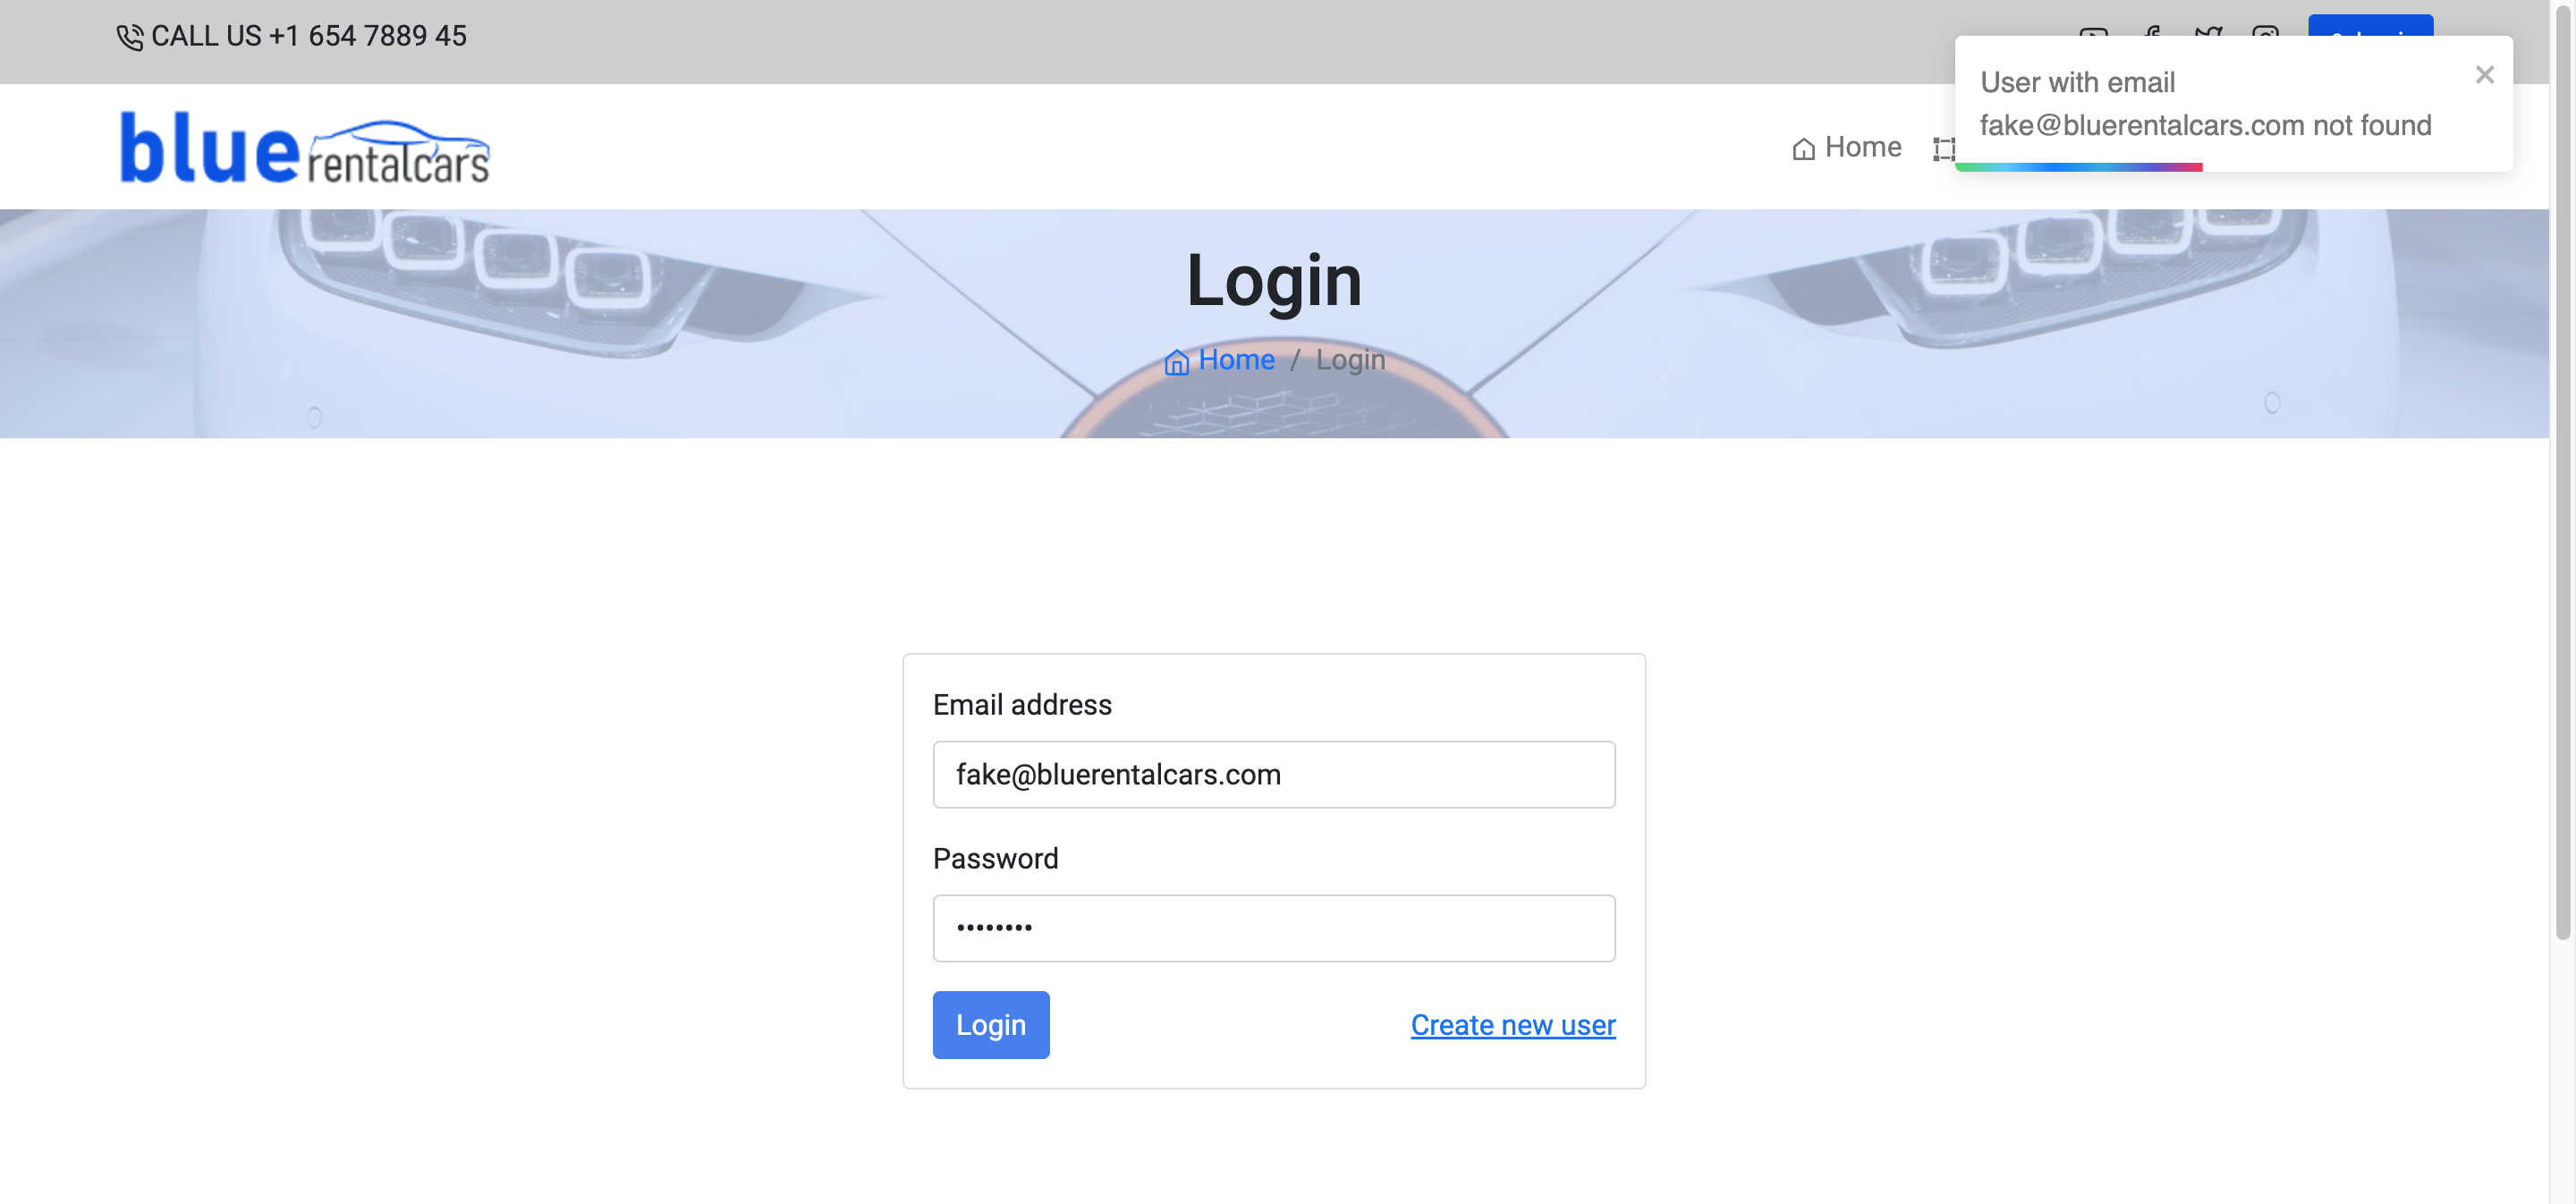 CALL US +1 654 7889 45
User with email
fake@bluerentalcars.com not found
blue rentalcars
Home
Login
Home / Login
Email address
fake@bluerentalcars.com
Password
Login
Create new user